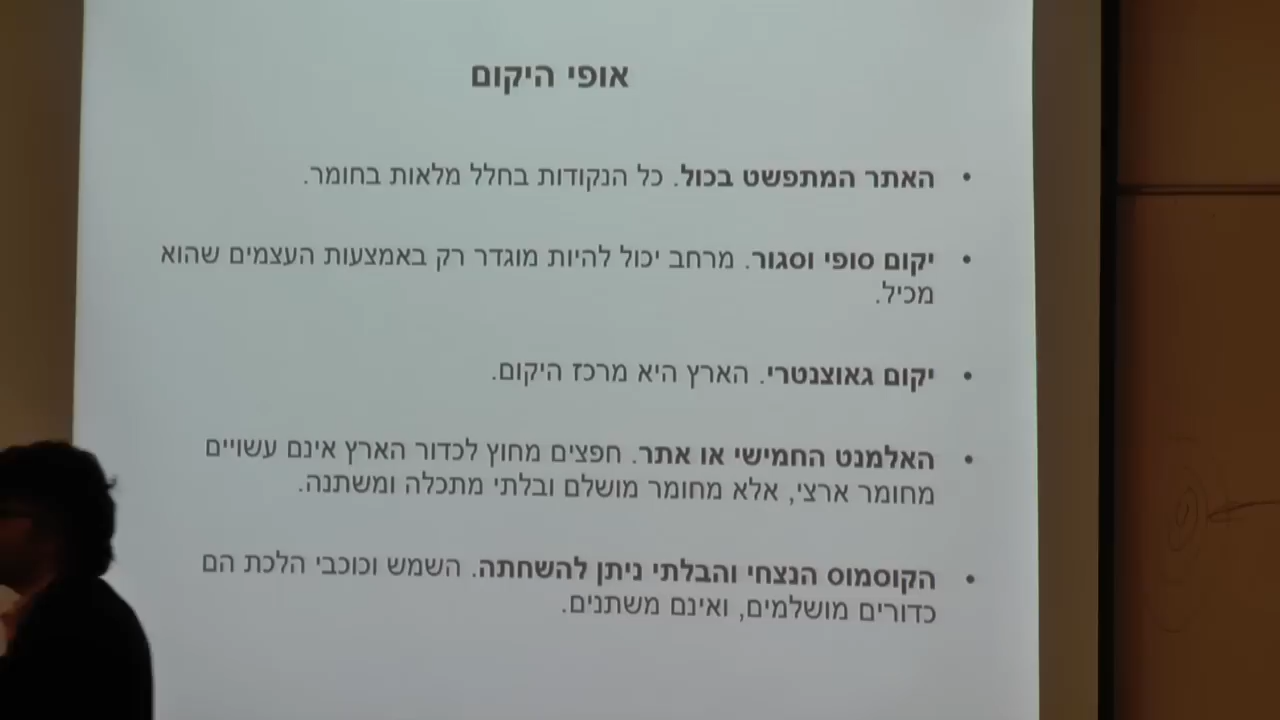 אופי היקום
• האתר המתפשט בכול. כל הנקודות בחלל מלאות בחומר.
• יקום סופי וסגור. מרחב יכול להיות מוגדר רק באמצעות העצמים שהוא
מכיל.
• יקום גאוצנטרי. הארץ היא מרכז היקום.
• האלמנט החמישי או אתר. חפצים מחוץ לכדור הארץ אינם עשויים
מחומר ארצי, אלא מחומר מושלם ובלתי מתכלה ומשתנה.
• הקוסמוס הנצחי והבלתי ניתן להשחתה. השמש וכוכבי הלכת הם
כדורים מושלמים, ואינם משתנים.